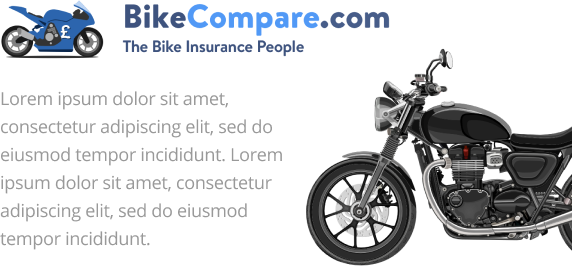 £
BikeCompare.com
The Bike Insurance People
Lorem ipsum dolor sit amet,
consectetur adipiscing elit, sed do
eiusmod tempor incididunt. Lorem
ipsum dolor sit amet, consectetur
adipiscing elit, sed do eiusmod
tempor incididunt.